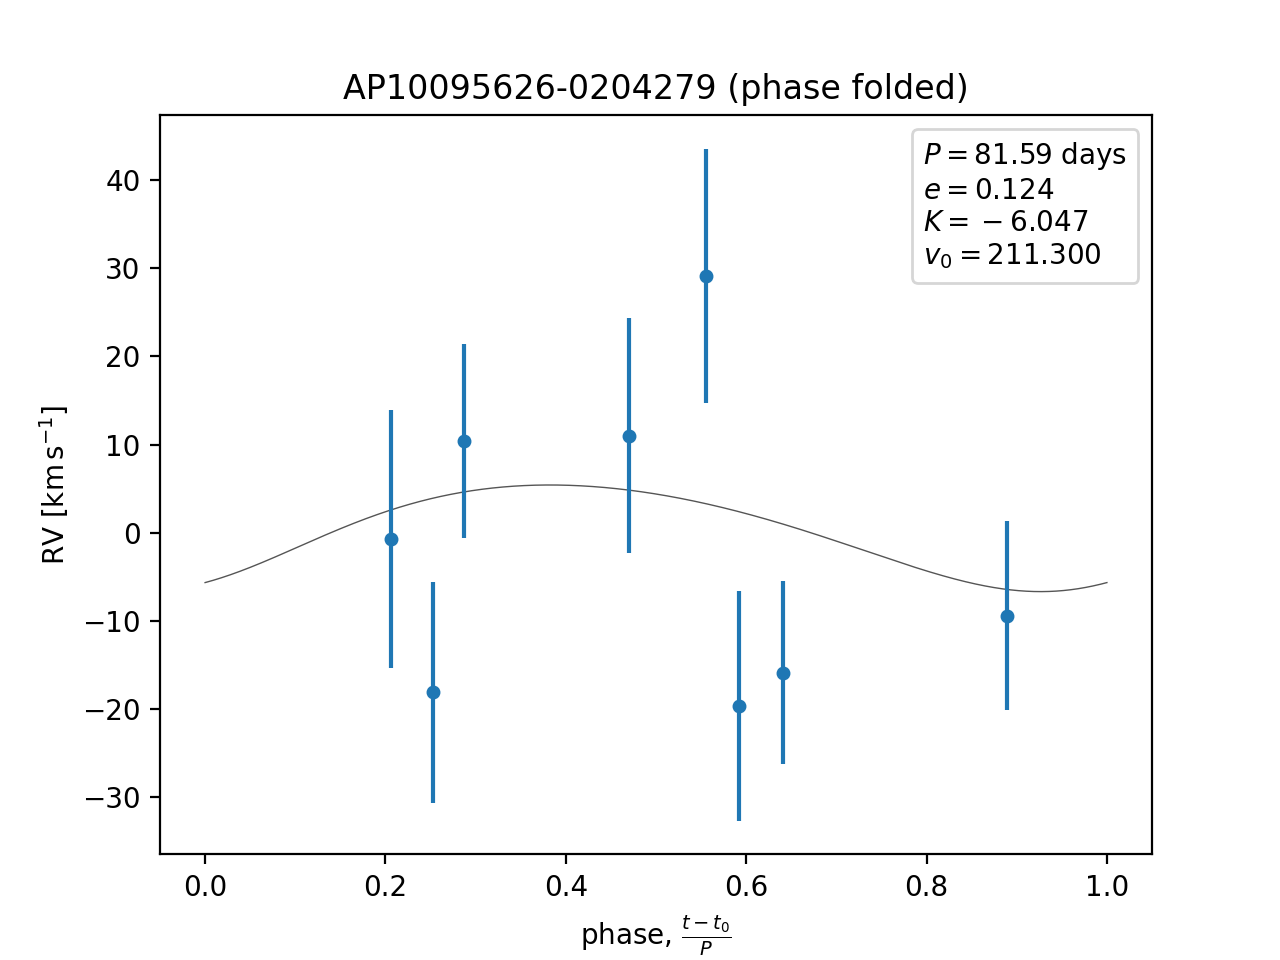 AP10095626-0204279 (phase folded)
P = 81.59 days
e = 0.124
K = −6.047
v₀ = 211.300
RV [km s⁻¹]
40
30
20
10
0
−10
−20
−30
0.0 0.2 0.4 0.6 0.8 1.0
phase, (t − t₀)/P